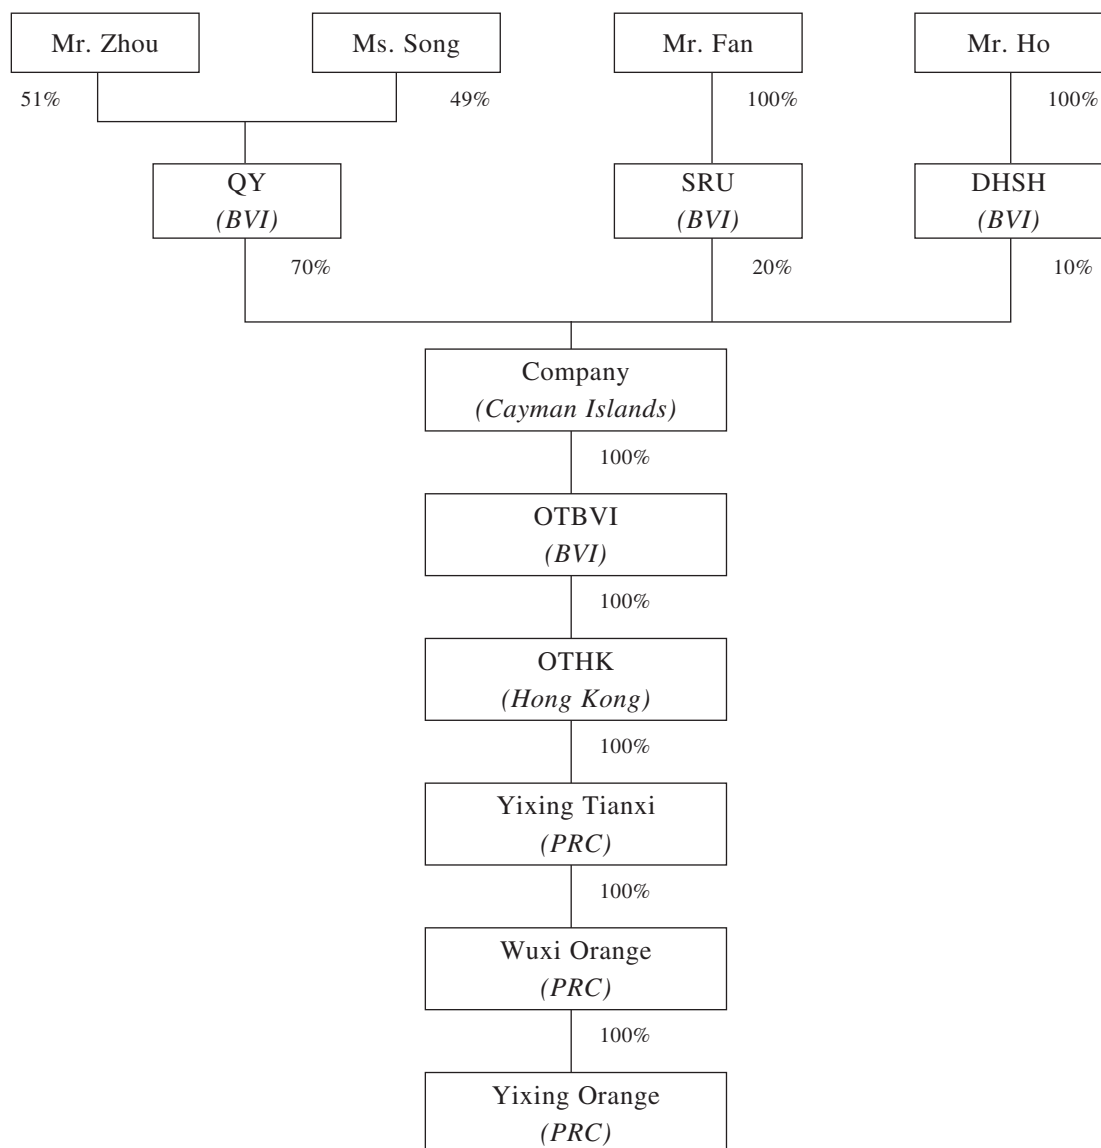 Mr. Zhou
Ms. Song
Mr. Fan
Mr. Ho
51%
49%
100%
100%
QY
(BVI)
SRU
(BVI)
DHSH
(BVI)
70%
20%
10%
Company
(Cayman Islands)
100%
OTBVI
(BVI)
100%
OTHK
(Hong Kong)
100%
Yixing Tianxi
(PRC)
100%
Wuxi Orange
(PRC)
100%
Yixing Orange
(PRC)